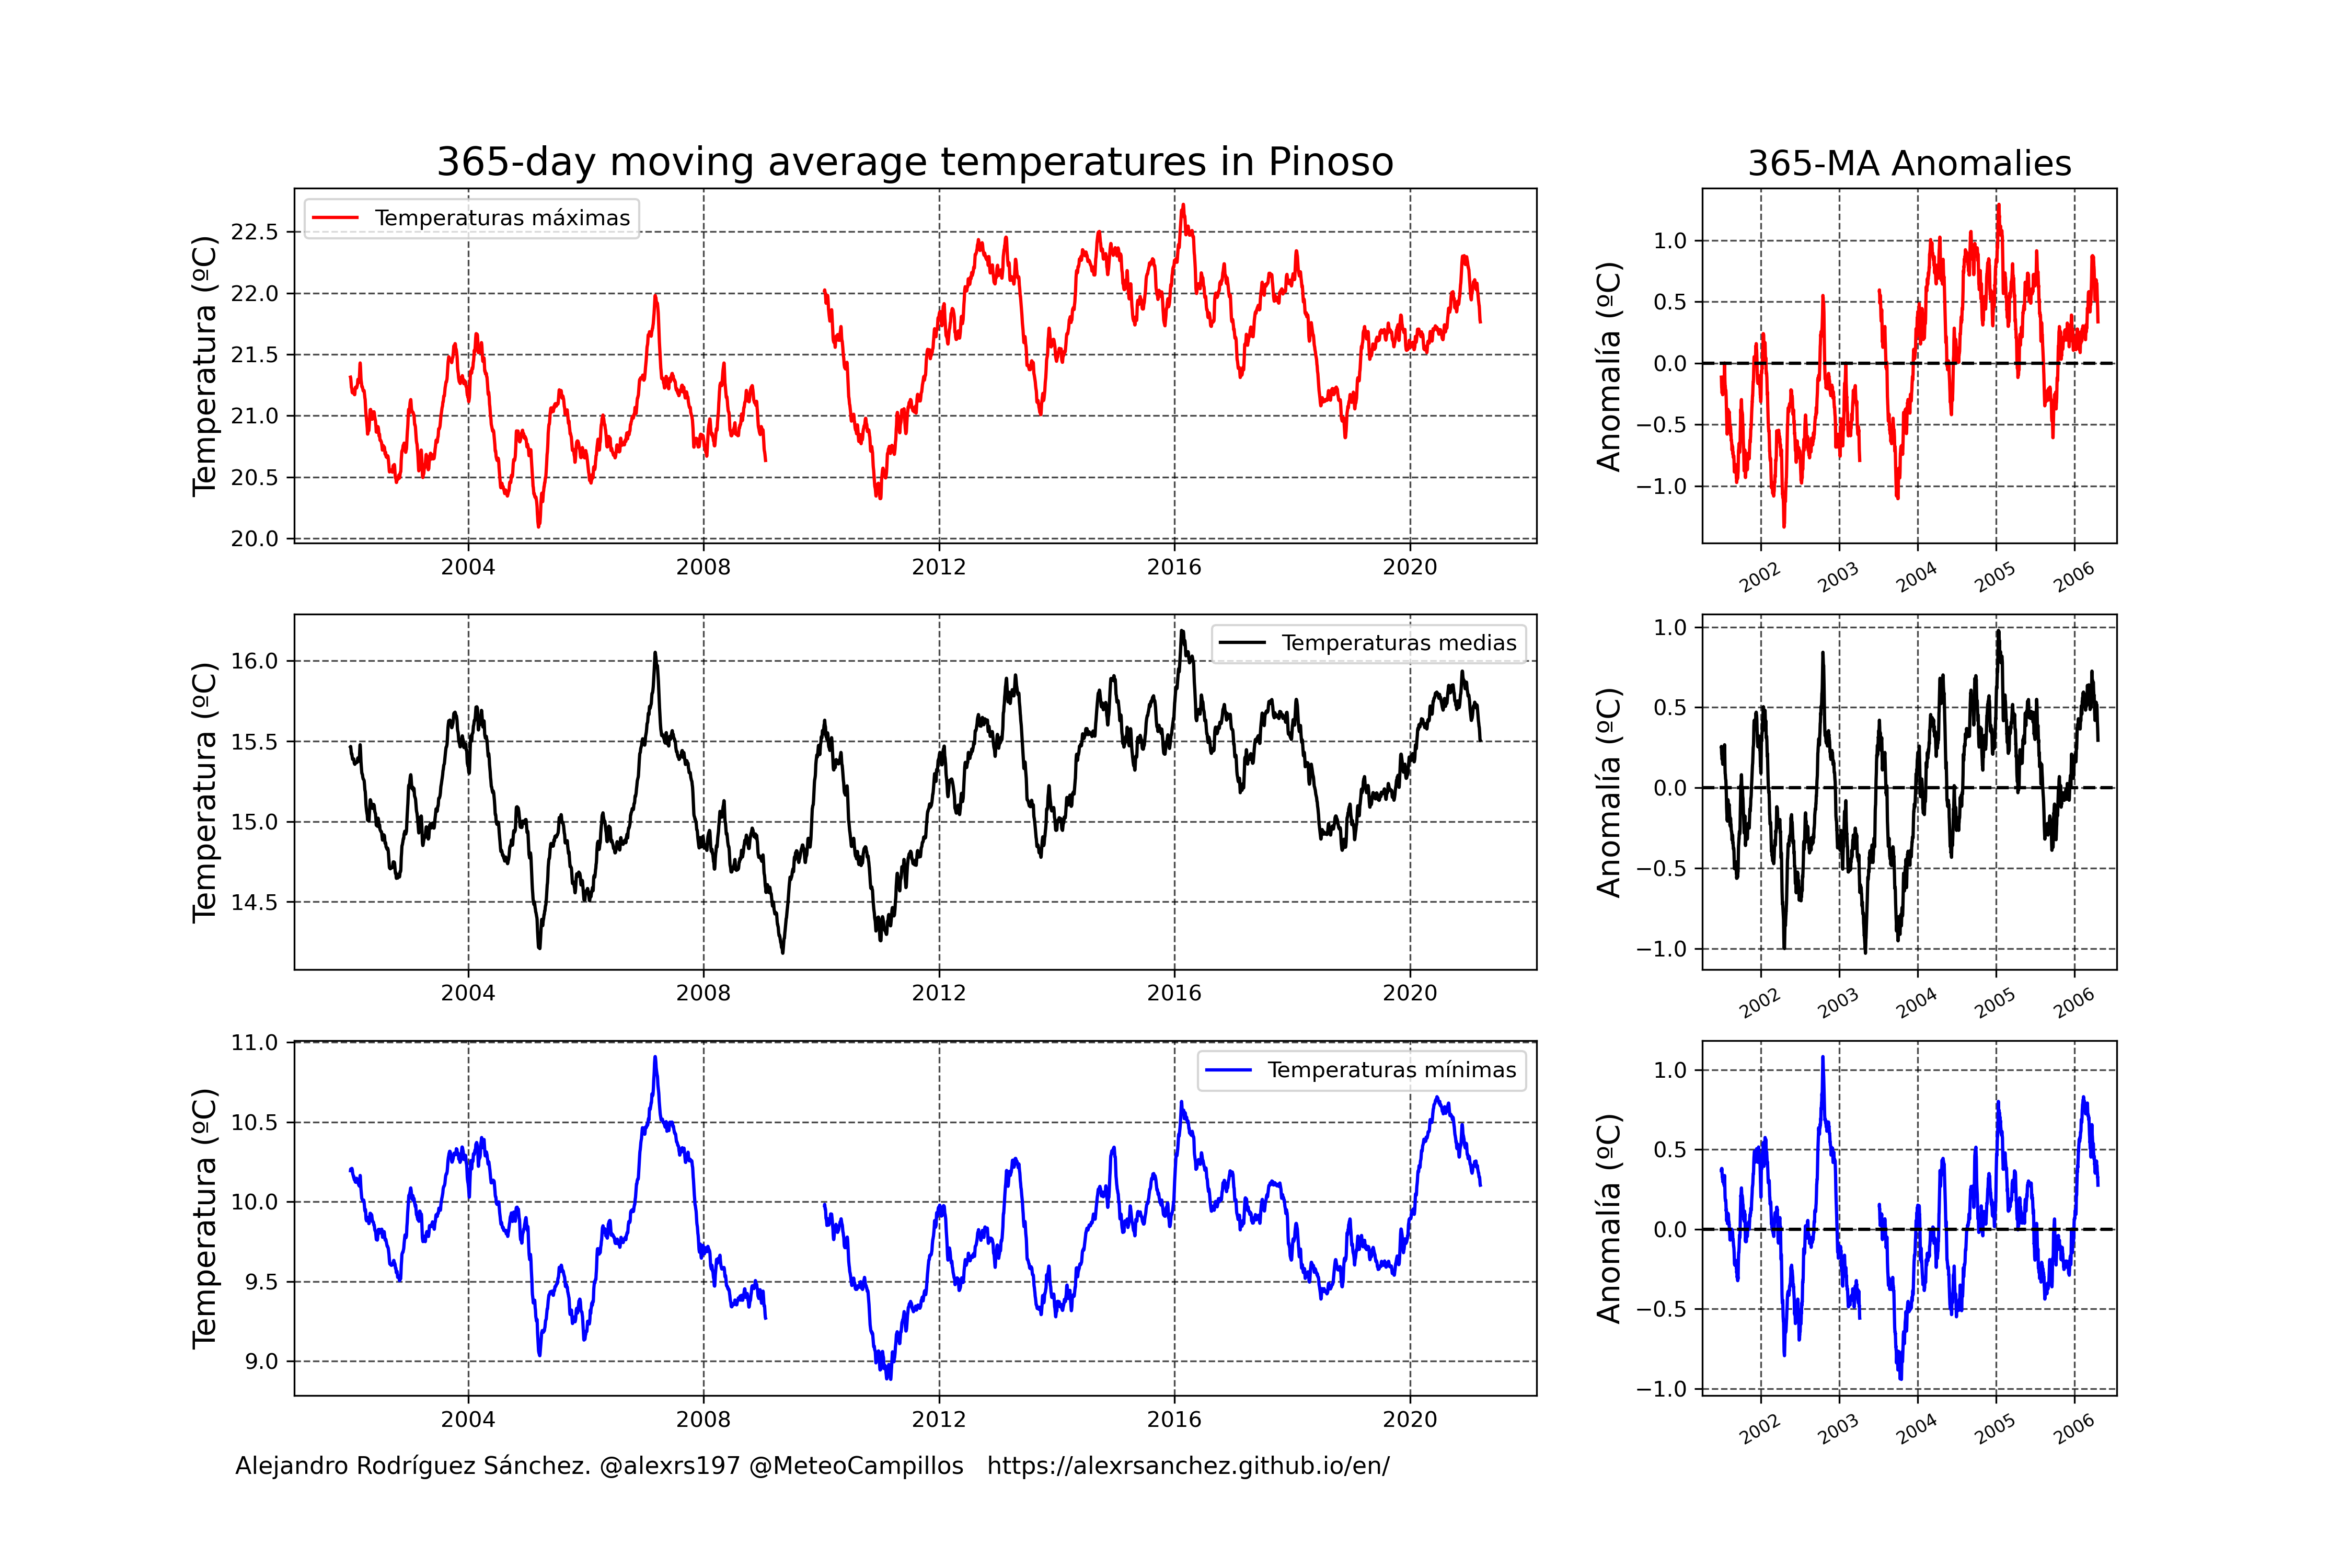 365-day moving average temperatures in Pinoso
365-MA Anomalies
Temperaturas máximas
Temperatura (ºC)
22.5
22.0
21.5
21.0
20.5
20.0
2004 2008 2012 2016 2020
Anomalía (ºC)
1.0
0.5
0.0
−0.5
−1.0
2002 2003 2004 2005 2006
Temperaturas medias
Temperatura (ºC)
16.0
15.5
15.0
14.5
2004 2008 2012 2016 2020
Anomalía (ºC)
1.0
0.5
0.0
−0.5
−1.0
2002 2003 2004 2005 2006
Temperaturas mínimas
Temperatura (ºC)
11.0
10.5
10.0
9.5
9.0
2004 2008 2012 2016 2020
Anomalía (ºC)
1.0
0.5
0.0
−0.5
−1.0
2002 2003 2004 2005 2006
Alejandro Rodríguez Sánchez. @alexrs197 @MeteoCampillos https://alexrsanchez.github.io/en/